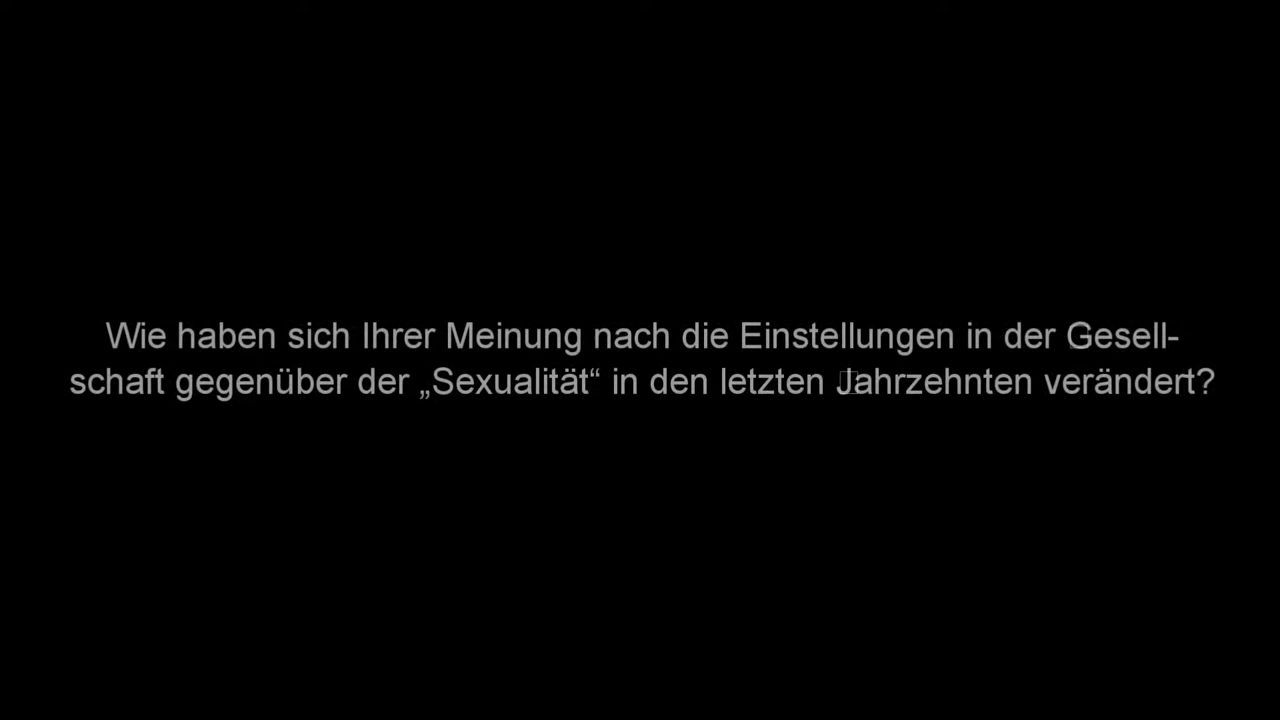 Wie haben sich Ihrer Meinung nach die Einstellungen in der Gesell-
schaft gegenüber der „Sexualität“ in den letzten Jahrzehnten verändert?